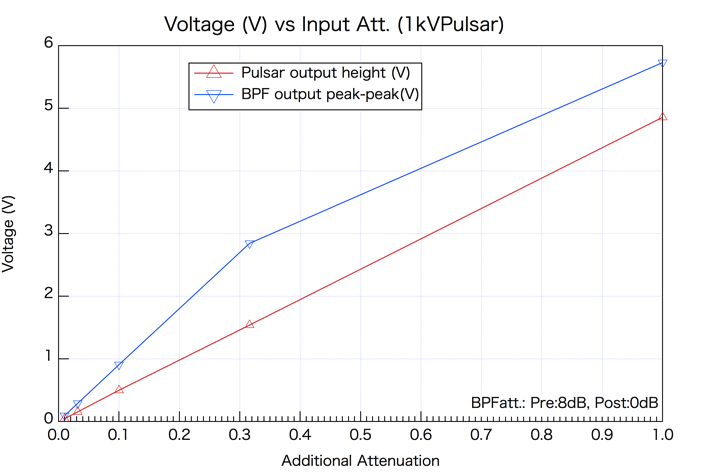 Voltage (V) vs Input Att. (1kVPulsar)
6
5
4
3
2
1
0
Voltage (V)
Pulsar output height (V)
BPF output peak-peak(V)
BPFatt.: Pre:8dB, Post:0dB
0.0 0.1 0.2 0.3 0.4 0.5 0.6 0.7 0.8 0.9 1.0
Additional Attenuation